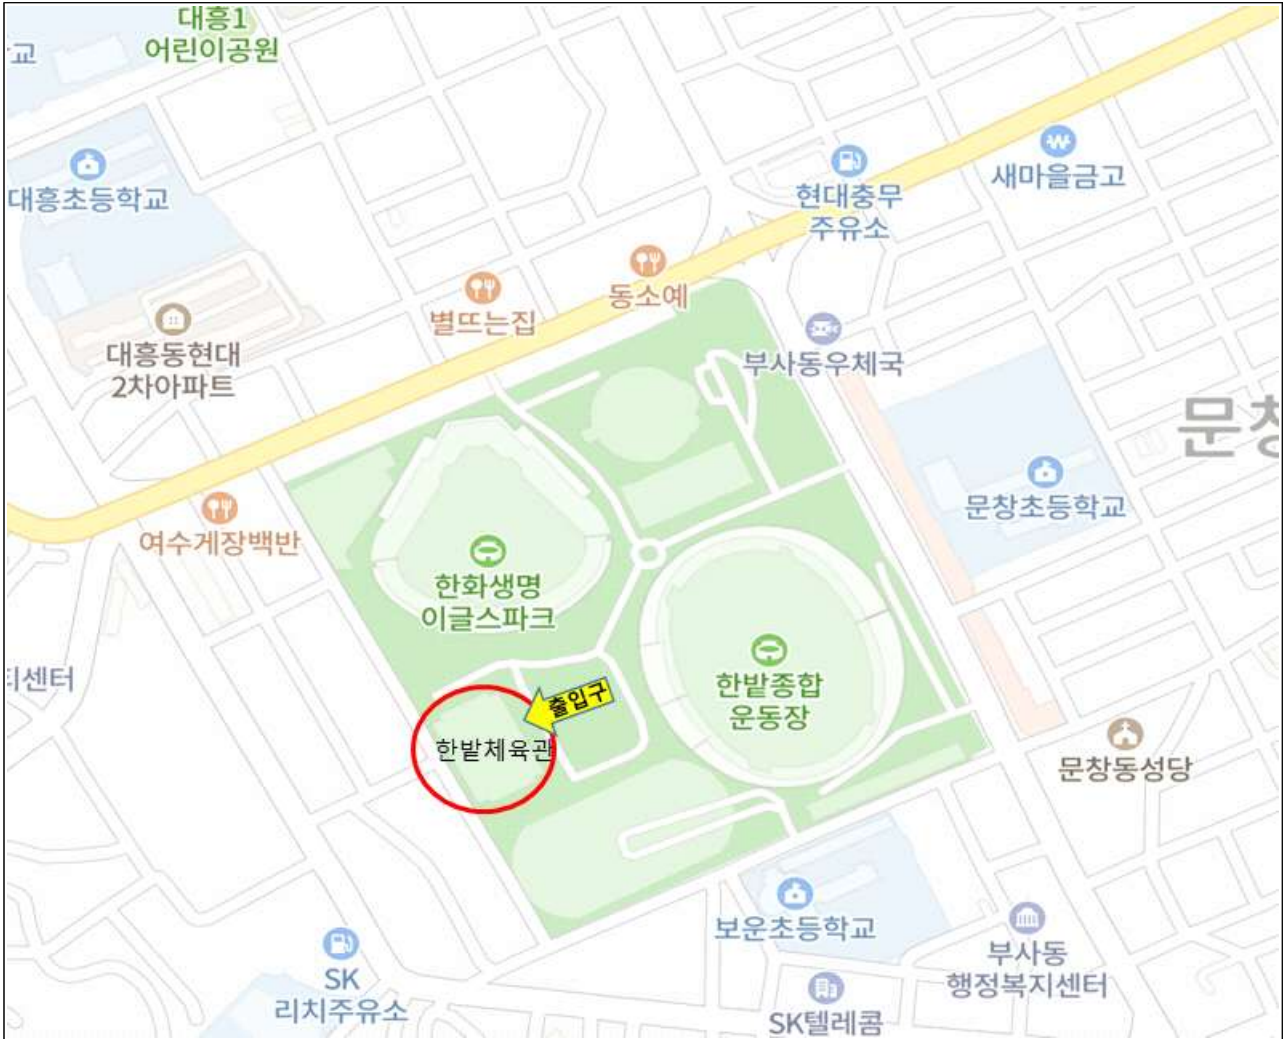 대흥1
어린이공원
교
대흥초등학교
새마을금고
현대충무
주유소
동소예
별뜨는집
부사동우체국
대흥동현대
2차아파트
문창
문창초등학교
여수게장백반
한화생명
이글스파크
티센터
한밭종합
운동장
출입구
한밭체육관
문창동성당
보운초등학교
부사동
행정복지센터
SK
리치주유소
SK텔레콤